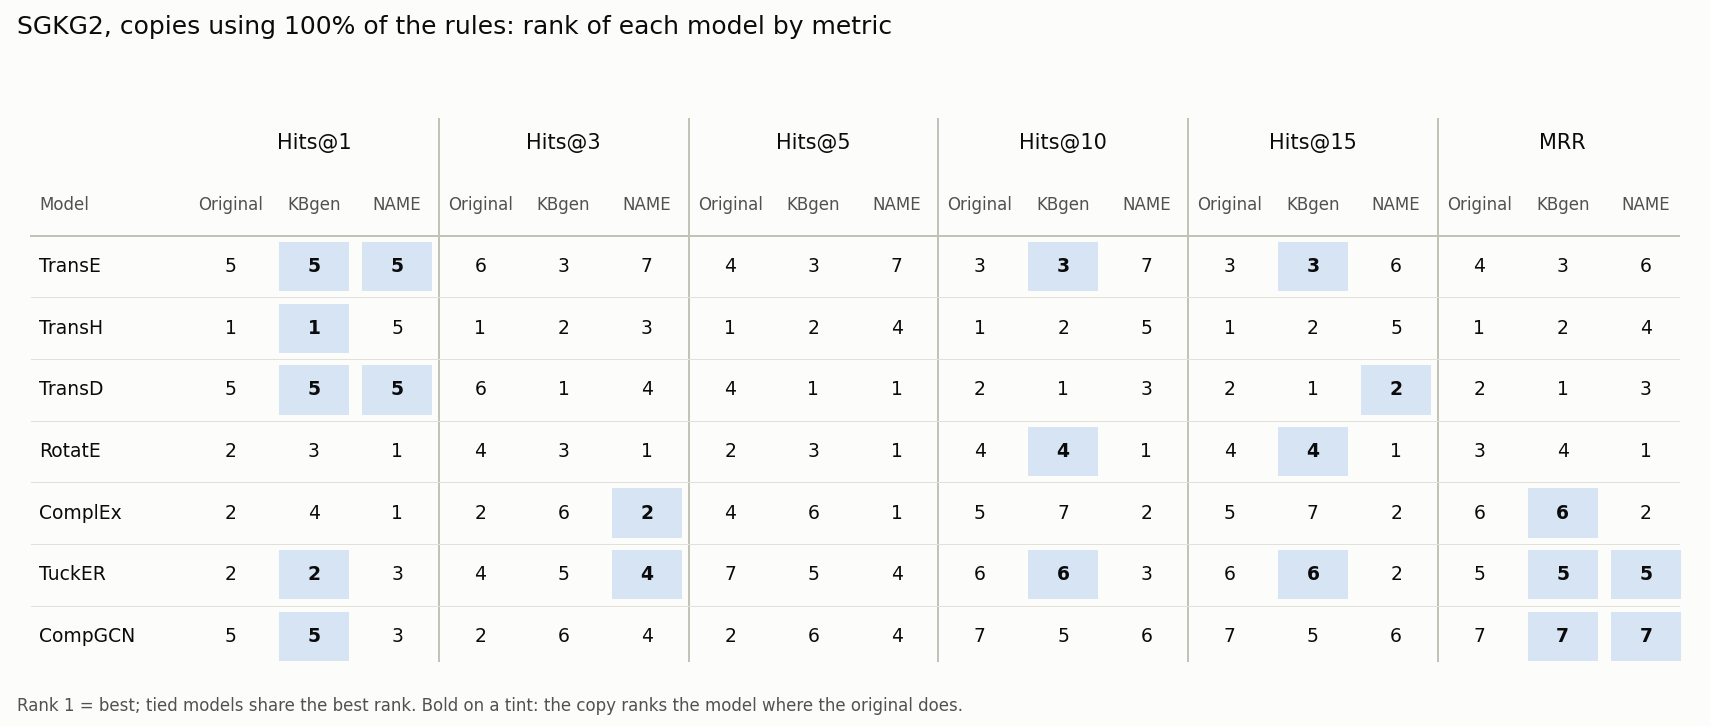 SGKG2, copies using 100% of the rules: rank of each model by metric
Hits@1 Hits@3 Hits@5 Hits@10 Hits@15 MRR
Model Original KBgen NAME Original KBgen NAME Original KBgen NAME Original KBgen NAME Original KBgen NAME Original KBgen NAME
TransE 5 5 5 6 3 7 4 3 7 3 3 7 3 3 6 4 3 6
TransH 1 1 5 1 2 3 1 2 4 1 2 5 1 2 5 1 2 4
TransD 5 5 5 6 1 4 4 1 1 2 1 3 2 1 2 2 1 3
RotatE 2 3 1 4 3 1 2 3 1 4 4 1 4 4 1 3 4 1
ComplEx 2 4 1 2 6 2 4 6 1 5 7 2 5 7 2 6 6 2
TuckER 2 2 3 4 5 4 7 5 4 6 6 3 6 6 2 5 5 5
CompGCN 5 5 3 2 6 4 2 6 4 7 5 6 7 5 6 7 7 7
Rank 1 = best; tied models share the best rank. Bold on a tint: the copy ranks the model where the original does.